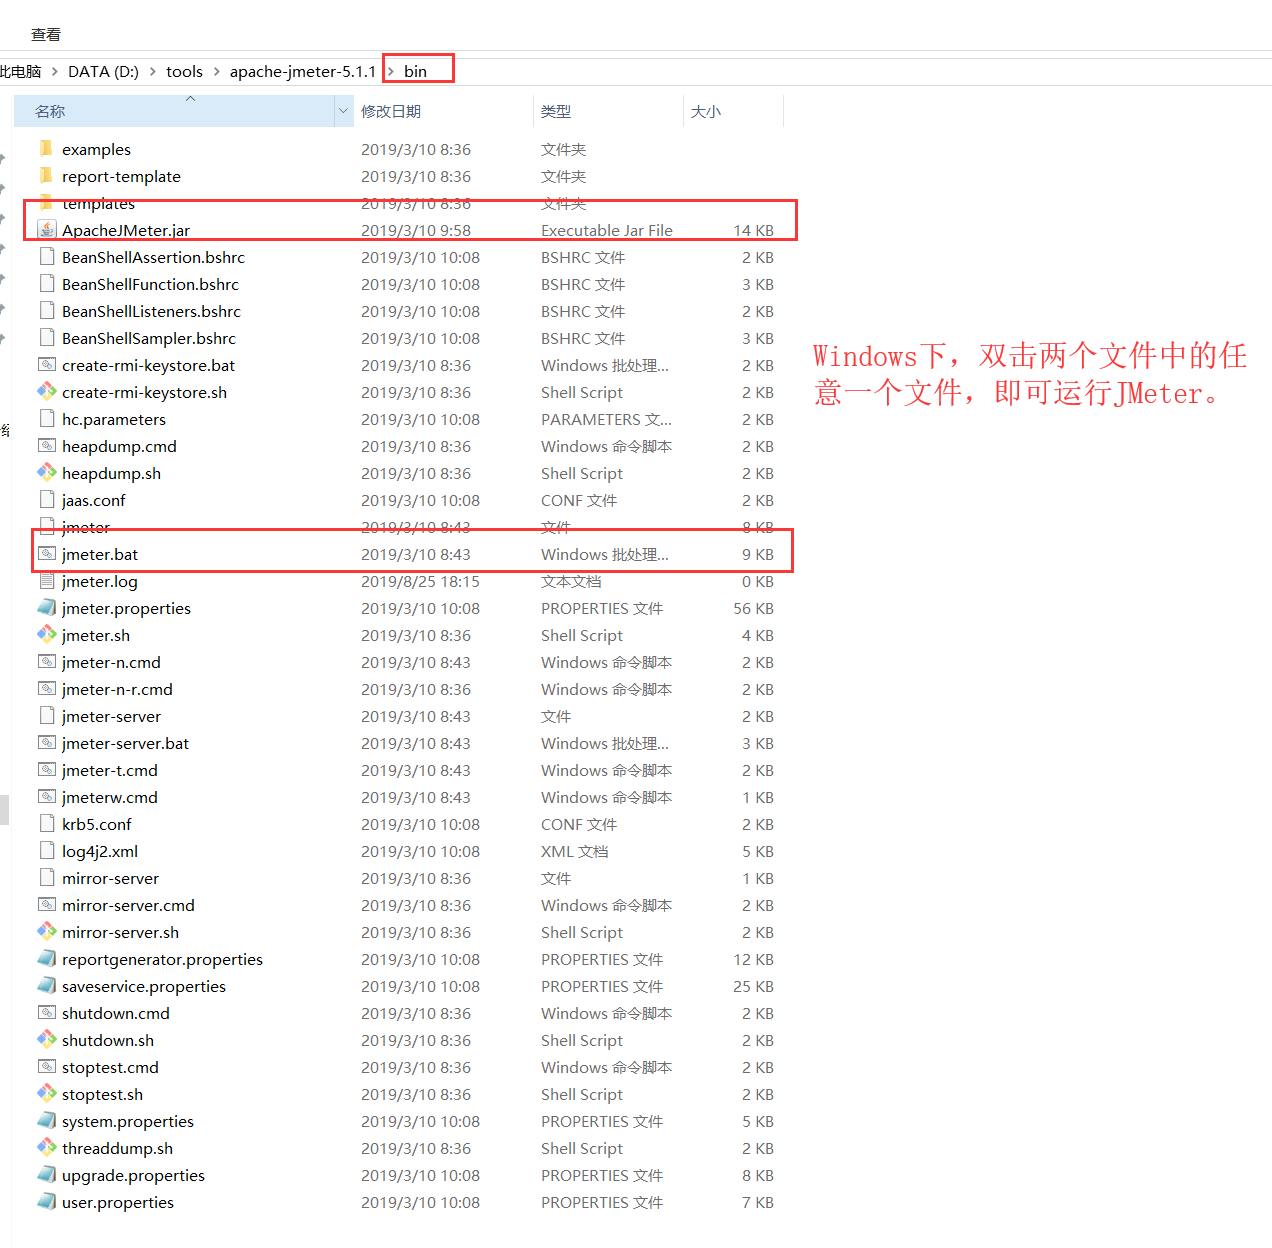 查看
此电脑 > DATA (D:) > tools > apache-jmeter-5.1.1 > bin
名称 修改日期 类型 大小
examples 2019/3/10 8:36 文件夹
report-template 2019/3/10 8:36 文件夹
templates 2019/3/10 8:36 文件夹
ApacheJMeter.jar 2019/3/10 9:58 Executable Jar File 14 KB
BeanShellAssertion.bshrc 2019/3/10 10:08 BSHRC 文件 2 KB
BeanShellFunction.bshrc 2019/3/10 10:08 BSHRC 文件 3 KB
BeanShellListeners.bshrc 2019/3/10 10:08 BSHRC 文件 2 KB
BeanShellSampler.bshrc 2019/3/10 10:08 BSHRC 文件 3 KB
Windows下，双击两个文件中的任
意一个文件，即可运行JMeter。
create-rmi-keystore.bat 2019/3/10 8:36 Windows 批处理... 2 KB
create-rmi-keystore.sh 2019/3/10 8:36 Shell Script 2 KB
hc.parameters 2019/3/10 10:08 PARAMETERS 文... 2 KB
heapdump.cmd 2019/3/10 8:36 Windows 命令脚本 2 KB
heapdump.sh 2019/3/10 8:36 Shell Script 2 KB
jaas.conf 2019/3/10 10:08 CONF 文件 2 KB
jmeter 2019/3/10 8:43 文件 8 KB
jmeter.bat 2019/3/10 8:43 Windows 批处理... 9 KB
jmeter.log 2019/8/25 18:15 文本文档 0 KB
jmeter.properties 2019/3/10 10:08 PROPERTIES 文件 56 KB
jmeter.sh 2019/3/10 8:36 Shell Script 4 KB
jmeter-n.cmd 2019/3/10 8:43 Windows 命令脚本 2 KB
jmeter-n-r.cmd 2019/3/10 8:36 Windows 命令脚本 2 KB
jmeter-server 2019/3/10 8:43 文件 2 KB
jmeter-server.bat 2019/3/10 8:43 Windows 批处理... 3 KB
jmeter-t.cmd 2019/3/10 8:43 Windows 命令脚本 2 KB
jmeterw.cmd 2019/3/10 8:43 Windows 命令脚本 1 KB
krb5.conf 2019/3/10 10:08 CONF 文件 2 KB
log4j2.xml 2019/3/10 10:08 XML 文档 5 KB
mirror-server 2019/3/10 8:36 文件 1 KB
mirror-server.cmd 2019/3/10 8:36 Windows 命令脚本 2 KB
mirror-server.sh 2019/3/10 8:36 Shell Script 2 KB
reportgenerator.properties 2019/3/10 10:08 PROPERTIES 文件 12 KB
saveservice.properties 2019/3/10 10:08 PROPERTIES 文件 25 KB
shutdown.cmd 2019/3/10 8:36 Windows 命令脚本 2 KB
shutdown.sh 2019/3/10 8:36 Shell Script 2 KB
stoptest.cmd 2019/3/10 8:36 Windows 命令脚本 2 KB
stoptest.sh 2019/3/10 8:36 Shell Script 2 KB
system.properties 2019/3/10 10:08 PROPERTIES 文件 5 KB
threaddump.sh 2019/3/10 8:36 Shell Script 2 KB
upgrade.properties 2019/3/10 10:08 PROPERTIES 文件 8 KB
user.properties 2019/3/10 10:08 PROPERTIES 文件 7 KB